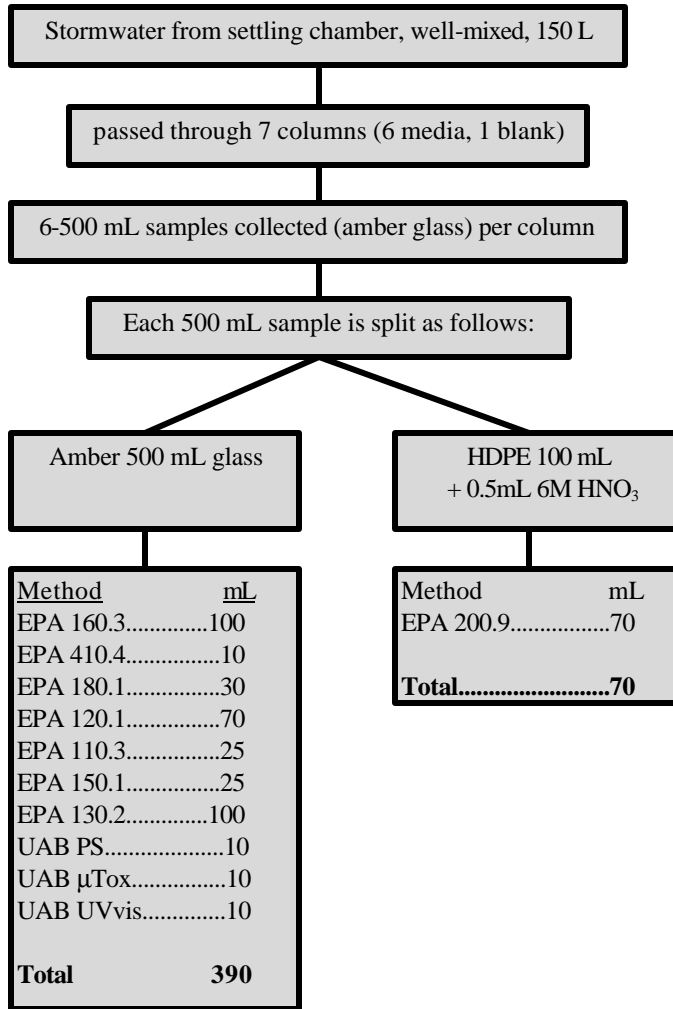 Stormwater from settling chamber, well-mixed, 150 L
passed through 7 columns (6 media, 1 blank)
6-500 mL samples collected (amber glass) per column
Each 500 mL sample is split as follows:
Amber 500 mL glass
Method mL
EPA 160.3..............100
EPA 410.4................10
EPA 180.1................30
EPA 120.1................70
EPA 110.3................25
EPA 150.1................25
EPA 130.2..............100
UAB PS.....................10
UAB µTox................10
UAB UVvis..............10
Total 390
HDPE 100 mL
+ 0.5mL 6M HNO₃
Method mL
EPA 200.9.................70
Total.........................70